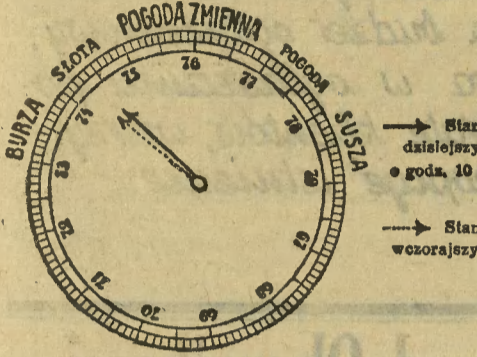 BURZA SŁOTA POGODA ZMIENNA POGODA SUSZA
70 71 72 73 74 75 76 77 78 79 67 68 69
Stan
dzisiejszy
o godz. 10
Stan
wczorajszy